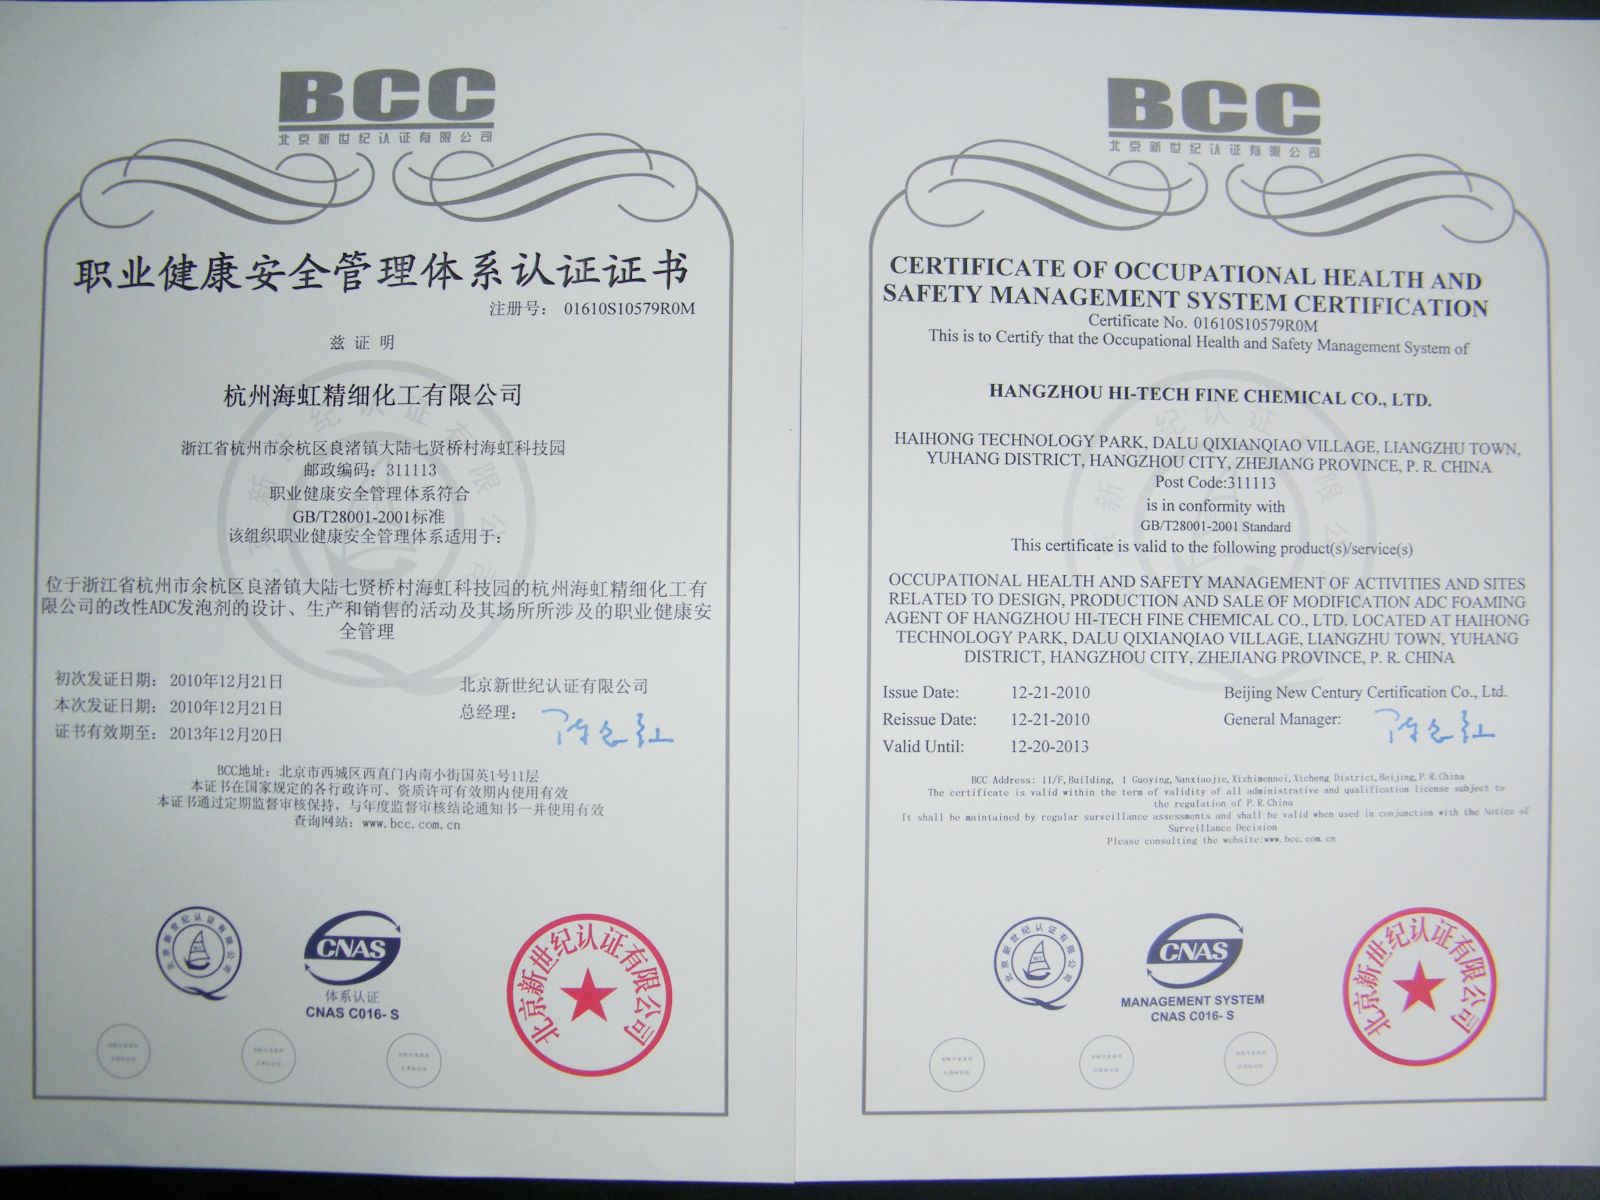 BCC
北京新世纪认证有限公司
职业健康安全管理体系认证证书
注册号： 01610S10579R0M
兹 证 明
杭州海虹精细化工有限公司
浙江省杭州市余杭区良渚镇大陆七贤桥村海虹科技园
邮政编码：311113
职业健康安全管理体系符合
GB/T28001-2001标准
该组织职业健康安全管理体系适用于：
位于浙江省杭州市余杭区良渚镇大陆七贤桥村海虹科技园的杭州海虹精细化工有
限公司的改性ADC发泡剂的设计、生产和销售的活动及其场所所涉及的职业健康安
全管理
初次发证日期： 2010年12月21日
本次发证日期： 2010年12月21日
证书有效期至： 2013年12月20日
北京新世纪认证有限公司
总经理：
BCC地址：北京市西城区西直门内南小街国英1号11层
本证书在国家规定的各行政许可、资质许可有效期内使用有效
本证书通过定期监督审核保持，与年度监督审核结论通知书一并使用有效
查询网站：www.bcc.com.cn
北京新世纪认证有限公司
CNAS
体系认证
CNAS C016- S
北京新世纪认证有限公司
BCC
北京新世纪认证有限公司
CERTIFICATE OF OCCUPATIONAL HEALTH AND
SAFETY MANAGEMENT SYSTEM CERTIFICATION
Certificate No. 01610S10579R0M
This is to Certify that the Occupational Health and Safety Management System of
HANGZHOU HI-TECH FINE CHEMICAL CO., LTD.
HAIHONG TECHNOLOGY PARK, DALU QIXIANQIAO VILLAGE, LIANGZHU TOWN,
YUHANG DISTRICT, HANGZHOU CITY, ZHEJIANG PROVINCE, P. R. CHINA
Post Code:311113
is in conformity with
GB/T28001-2001 Standard
This certificate is valid to the following product(s)/service(s)
OCCUPATIONAL HEALTH AND SAFETY MANAGEMENT OF ACTIVITIES AND SITES
RELATED TO DESIGN, PRODUCTION AND SALE OF MODIFICATION ADC FOAMING
AGENT OF HANGZHOU HI-TECH FINE CHEMICAL CO., LTD. LOCATED AT HAIHONG
TECHNOLOGY PARK, DALU QIXIANQIAO VILLAGE, LIANGZHU TOWN, YUHANG
DISTRICT, HANGZHOU CITY, ZHEJIANG PROVINCE, P. R. CHINA
Issue Date: 12-21-2010
Reissue Date: 12-21-2010
Valid Until: 12-20-2013
Beijing New Century Certification Co., Ltd.
General Manager:
BCC Address: 11/F, Building, 1 Guoying, Nanxiaojie, Xizhimennei, Xicheng District, Beijing, P. R. China
The certificate is valid within the term of validity of all administrative and qualification license subject to
the regulation of P. R. China
It shall be maintained by regular surveillance assessments and shall be valid when used in conjunction with the Notice of
Surveillance Decision
Please consulting the website:www.bcc.com.cn
北京新世纪认证有限公司
CNAS
MANAGEMENT SYSTEM
CNAS C016- S
北京新世纪认证有限公司